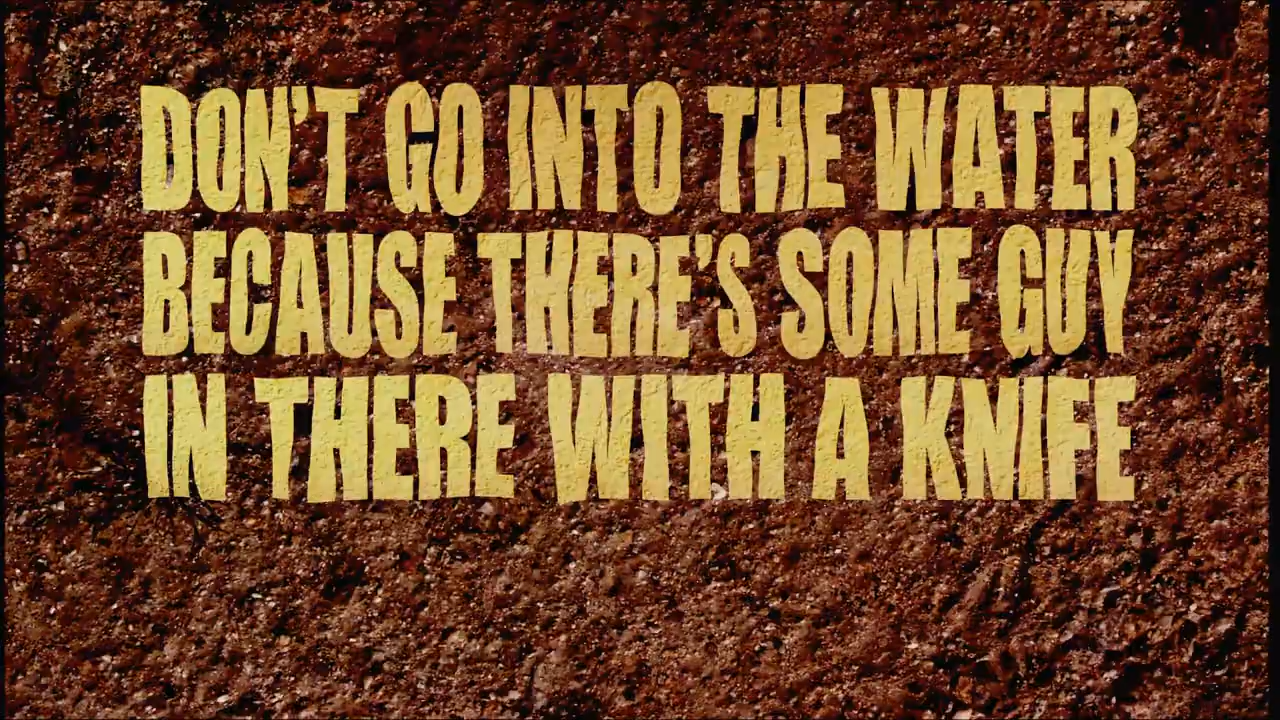 DON'T GO INTO THE WATER
BECAUSE THERE'S SOME GUY
IN THERE WITH A KNIFE